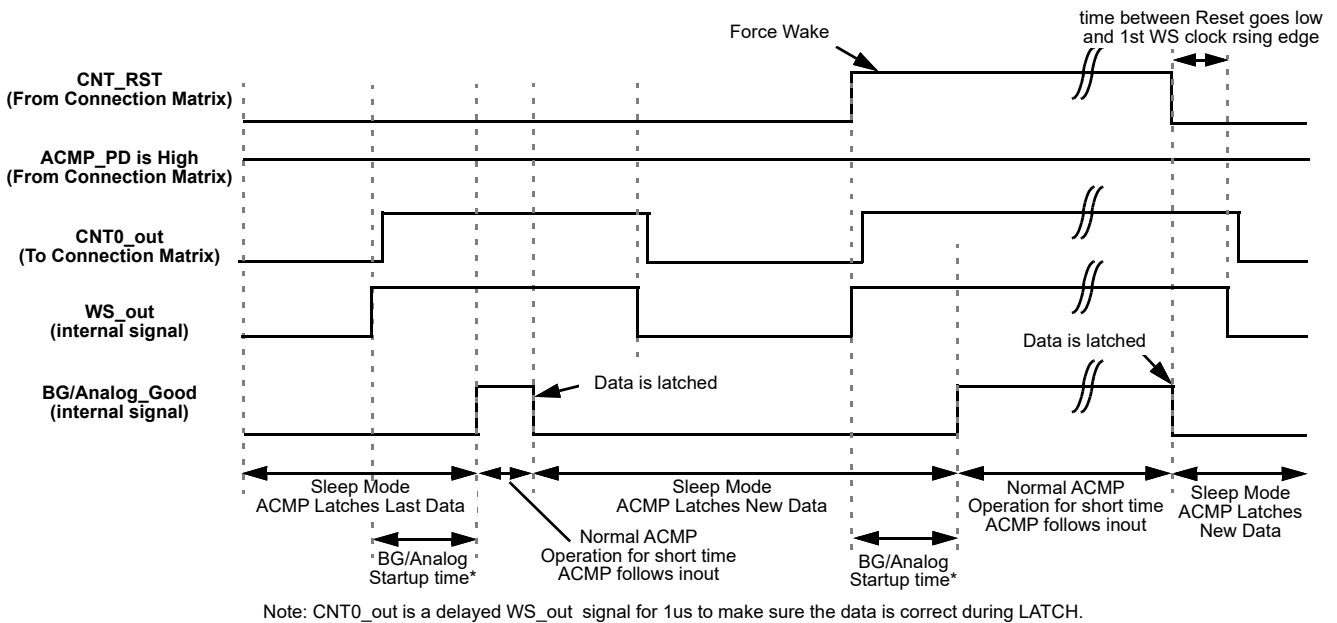 time between Reset goes low
and 1st WS clock rsing edge
Force Wake
CNT_RST
(From Connection Matrix)
ACMP_PD is High
(From Connection Matrix)
CNT0_out
(To Connection Matrix)
WS_out
(internal signal)
Data is latched
BG/Analog_Good
(internal signal)
Data is latched
Sleep Mode
ACMP Latches Last Data
Sleep Mode
ACMP Latches New Data
Normal ACMP
Operation for short time
ACMP follows inout
Sleep Mode
ACMP Latches
New Data
BG/Analog
Startup time*
Normal ACMP
Operation for short time
ACMP follows inout
BG/Analog
Startup time*
Note: CNT0_out is a delayed WS_out signal for 1us to make sure the data is correct during LATCH.